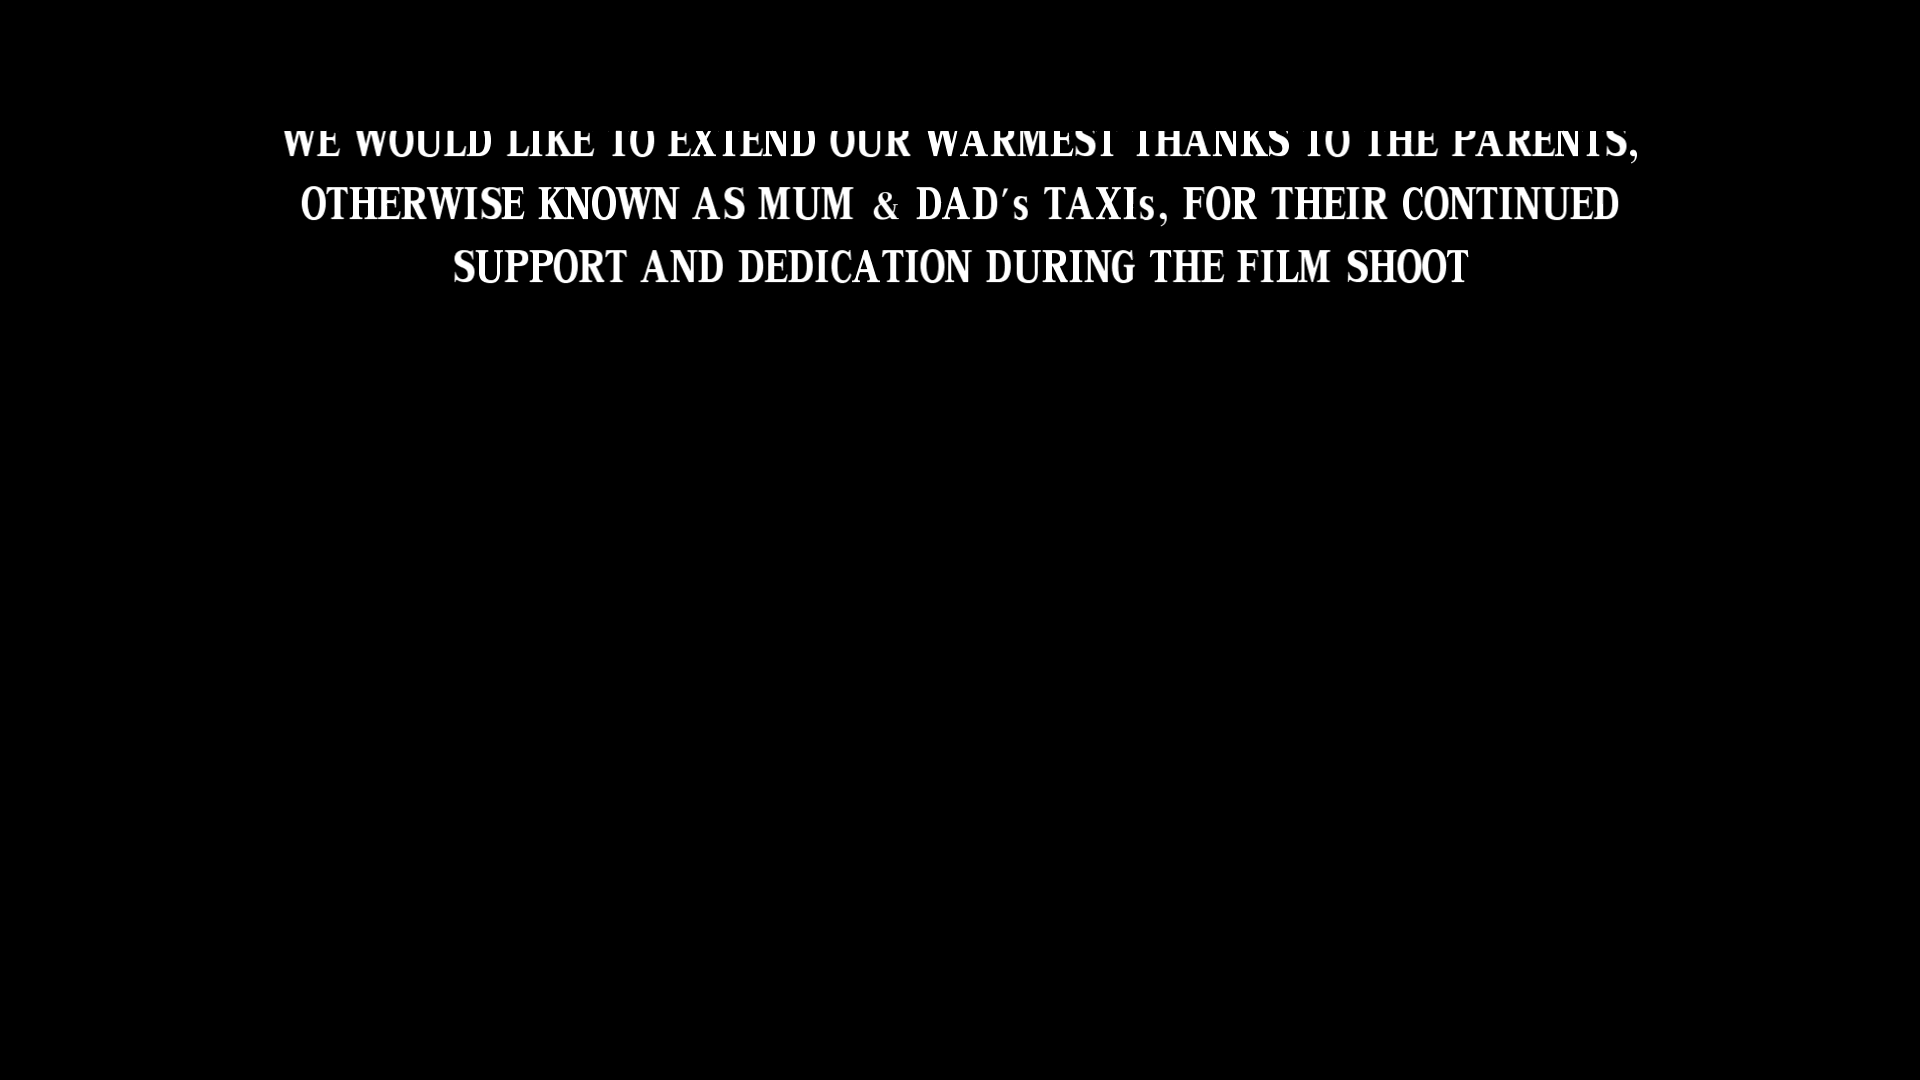 WE WOULD LIKE TO EXTEND OUR WARMEST THANKS TO THE PARENTS,
OTHERWISE KNOWN AS MUM & DAD's TAXIs, FOR THEIR CONTINUED
SUPPORT AND DEDICATION DURING THE FILM SHOOT